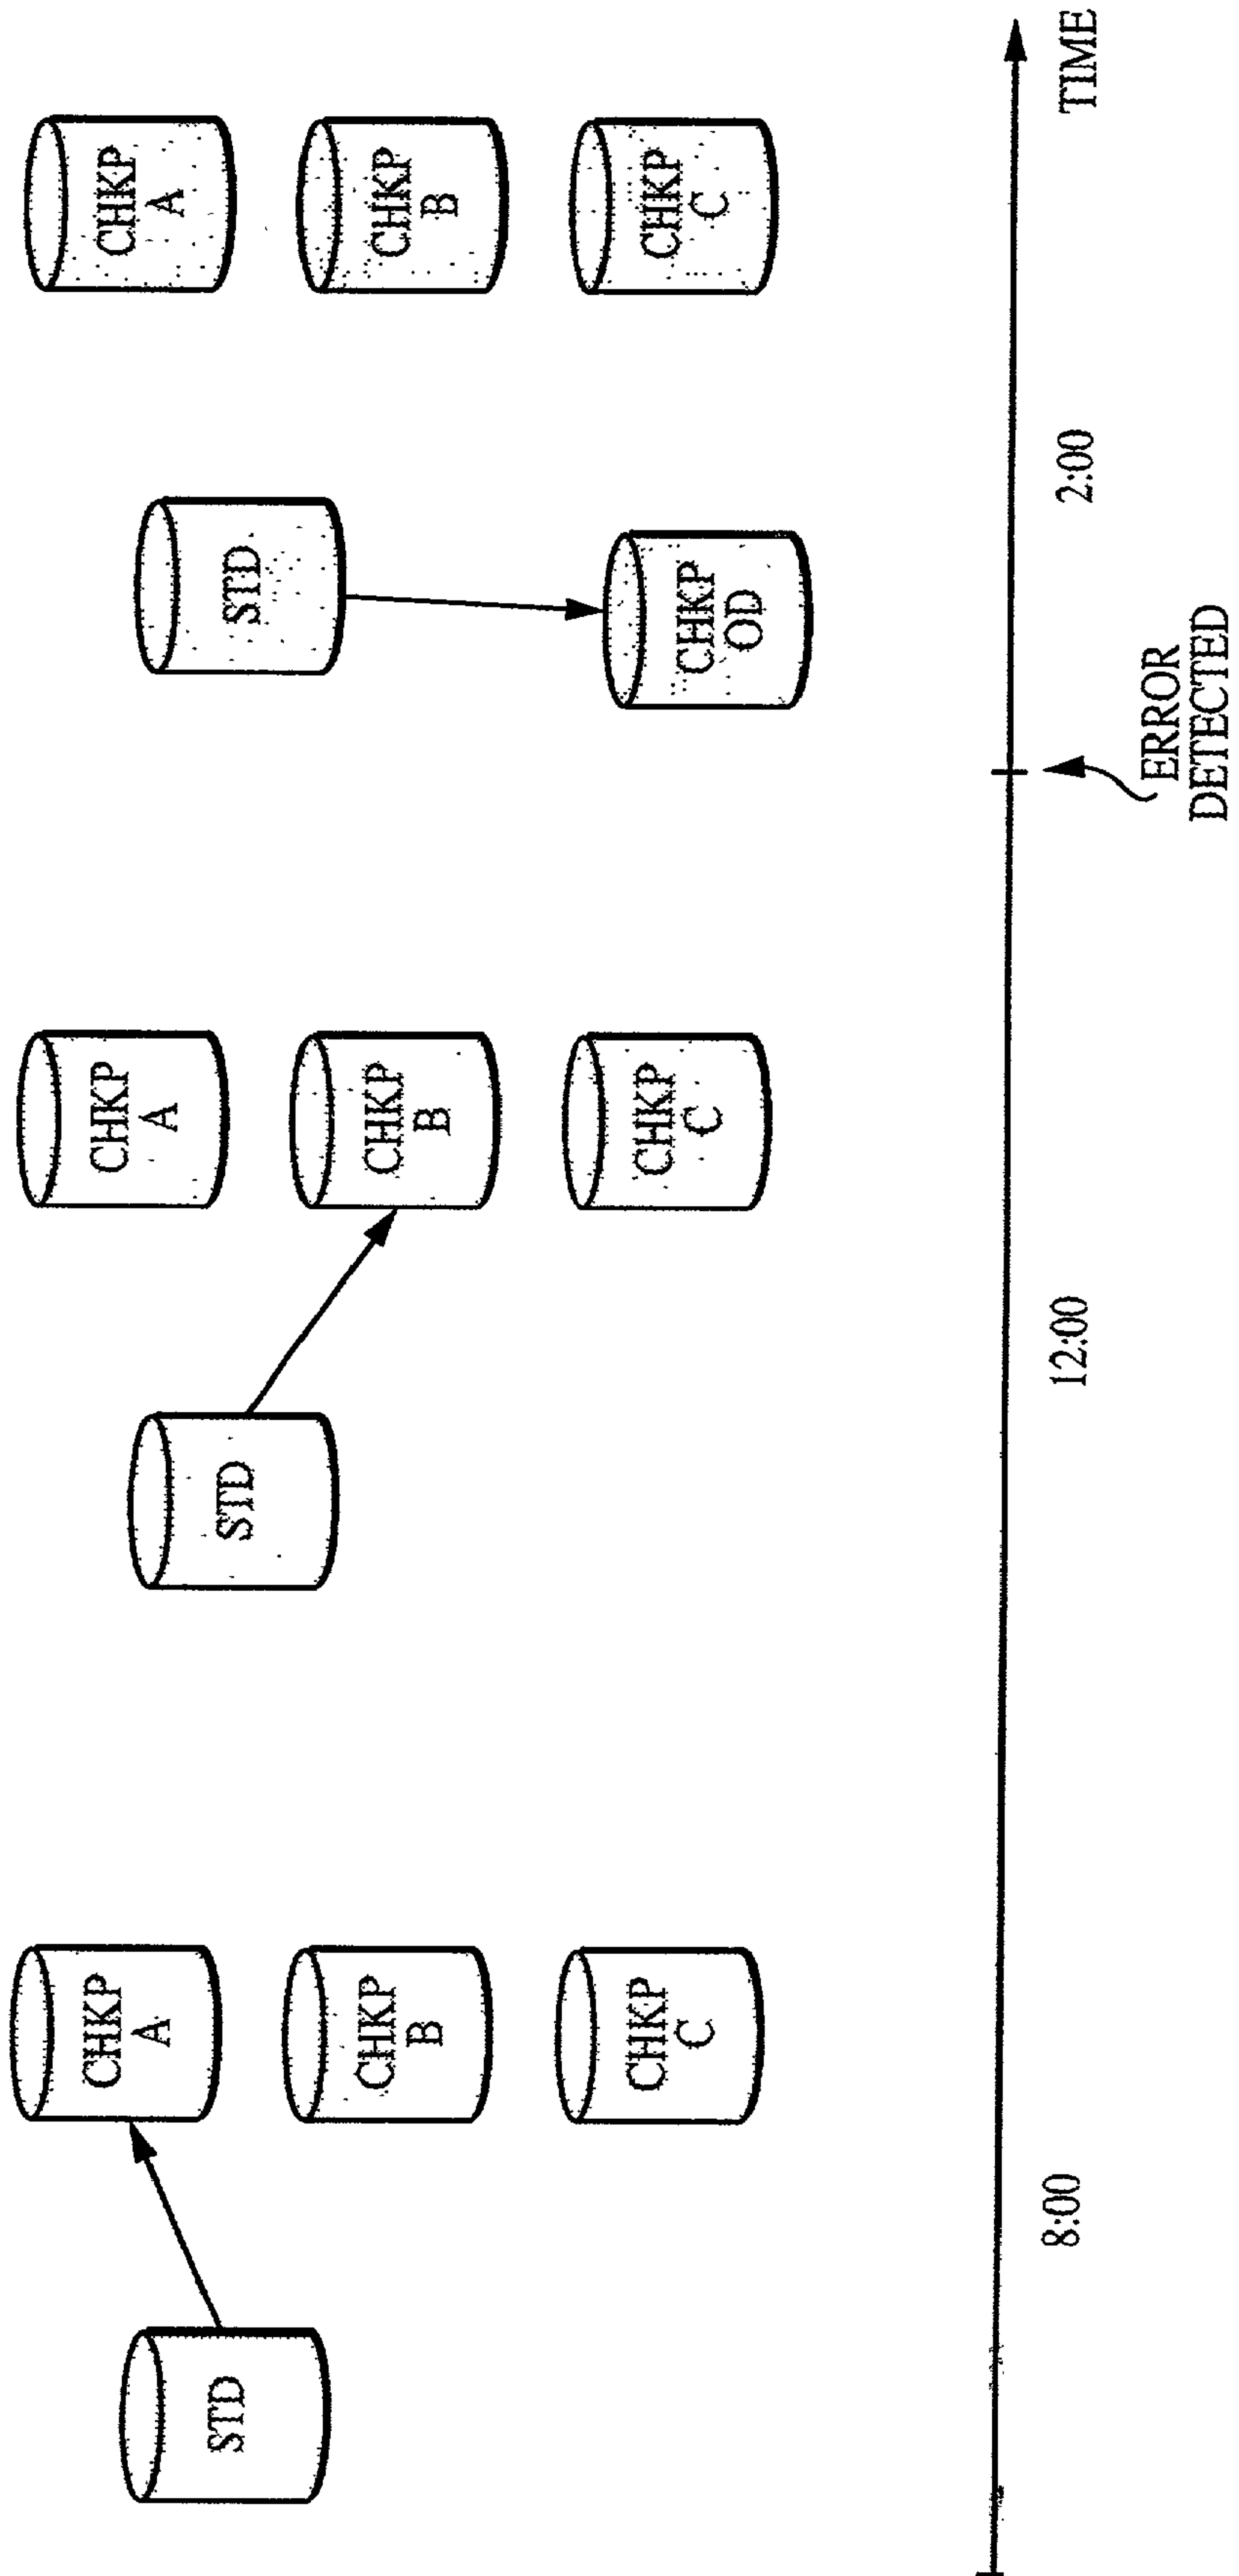 STD
CHKP
A
CHKP
B
CHKP
C
STD
CHKP
A
CHKP
B
CHKP
C
STD
CHKP
OD
CHKP
A
CHKP
B
CHKP
C
8:00
12:00
2:00
TIME
ERROR
DETECTED